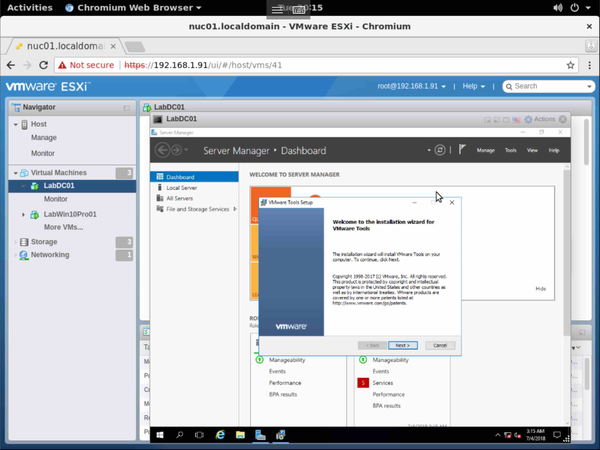 Activities
Chromium Web Browser
nuc01.localdomain - VMware ESXi - Chromium
nuc01.localdomai
Not secure
https://192.168.1.91/ui/#/host/vms/41
vmware ESXi
root@192.168.1.91
Help
Search
Navigator
LabDC01
Host
Manage
Monitor
Virtual Machines
3
LabDC01
Monitor
LabWin10Pro01
More VMs...
Storage
3
Networking
1
LabDC01
Actions
Server Manager
Server Manager
Dashboard
Manage
Tools
View
Help
Dashboard
Local Server
All Servers
File and Storage Services
WELCOME TO SERVER MANAGER
Hide
VMware Tools Setup
Welcome to the installation wizard for
VMware Tools
The installation wizard will install VMware Tools on your
computer. To continue, click Next.
Copyright 1998-2017 (c) VMware, Inc. All rights reserved.
This product is protected by copyright and intellectual
property laws in the United States and other countries as
well as by international treaties. VMware products are
covered by one or more patents listed at
http://www.vmware.com/go/patents.
vmware
< Back
Next >
Cancel
Manageability
Events
Performance
BPA results
Manageability
Events
5
Services
Performance
BPA results
3:15 AM
7/4/2018